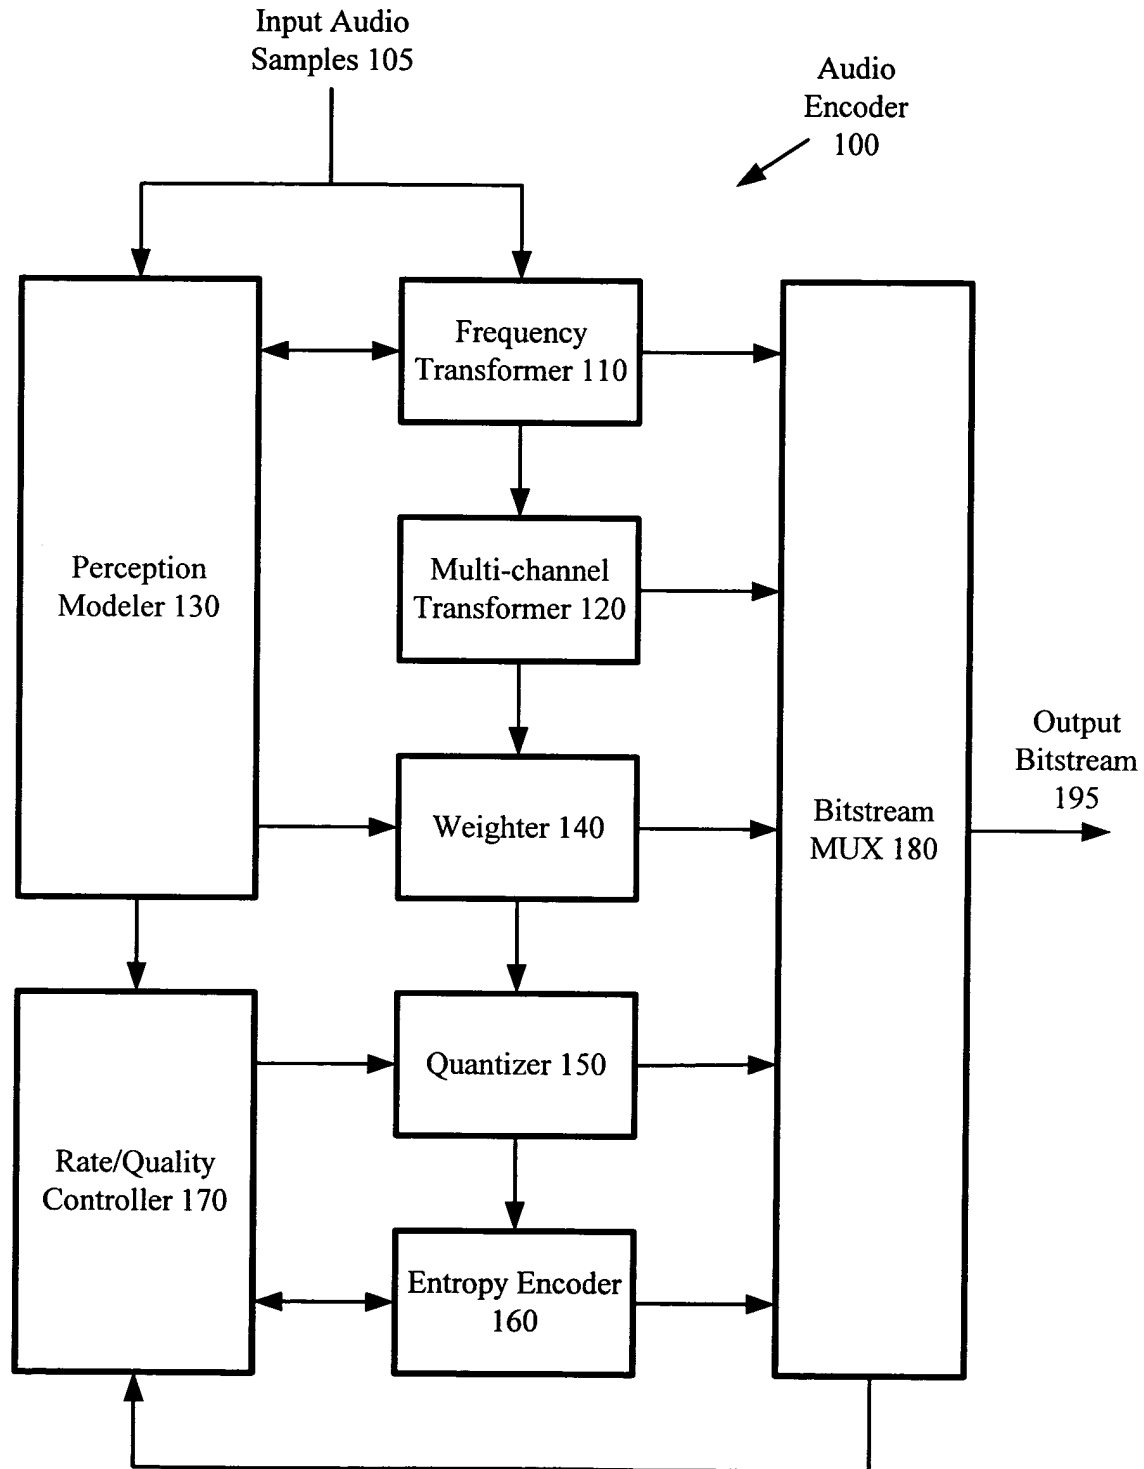 Input Audio
Samples 105
Audio
Encoder
100
Frequency
Transformer 110
Perception
Modeler 130
Multi-channel
Transformer 120
Output
Bitstream
195
Weighter 140
Bitstream
MUX 180
Quantizer 150
Rate/Quality
Controller 170
Entropy Encoder
160